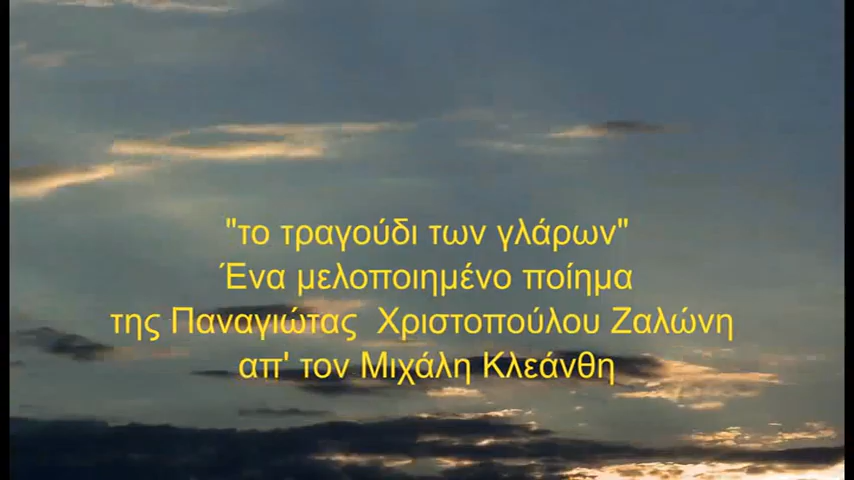 "το τραγούδι των γλάρων"
Ένα μελοποιημένο ποίημα
της Παναγιώτας Χριστοπούλου Ζαλώνη
απ' τον Μιχάλη Κλεάνθη